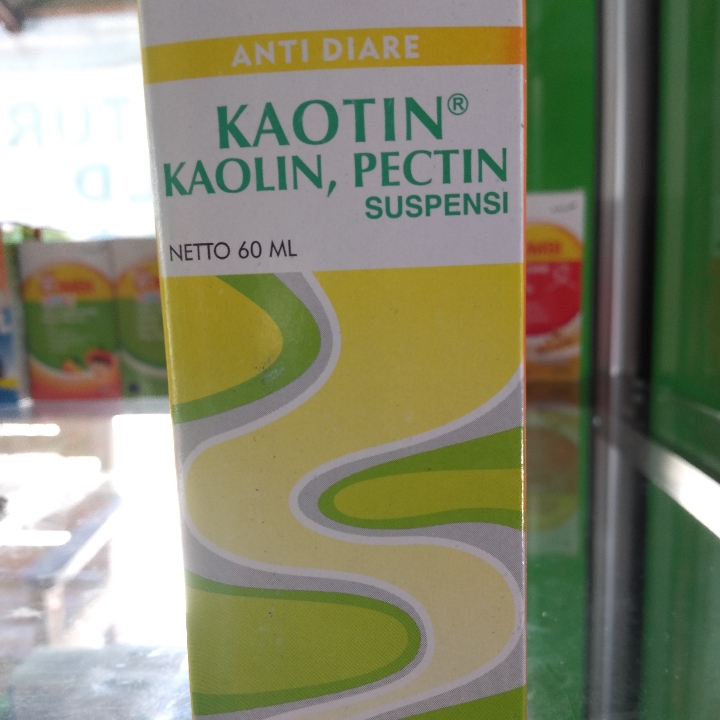 ANTI DIARE
KAOTIN®
KAOLIN, PECTIN
SUSPENSI
NETTO 60 ML